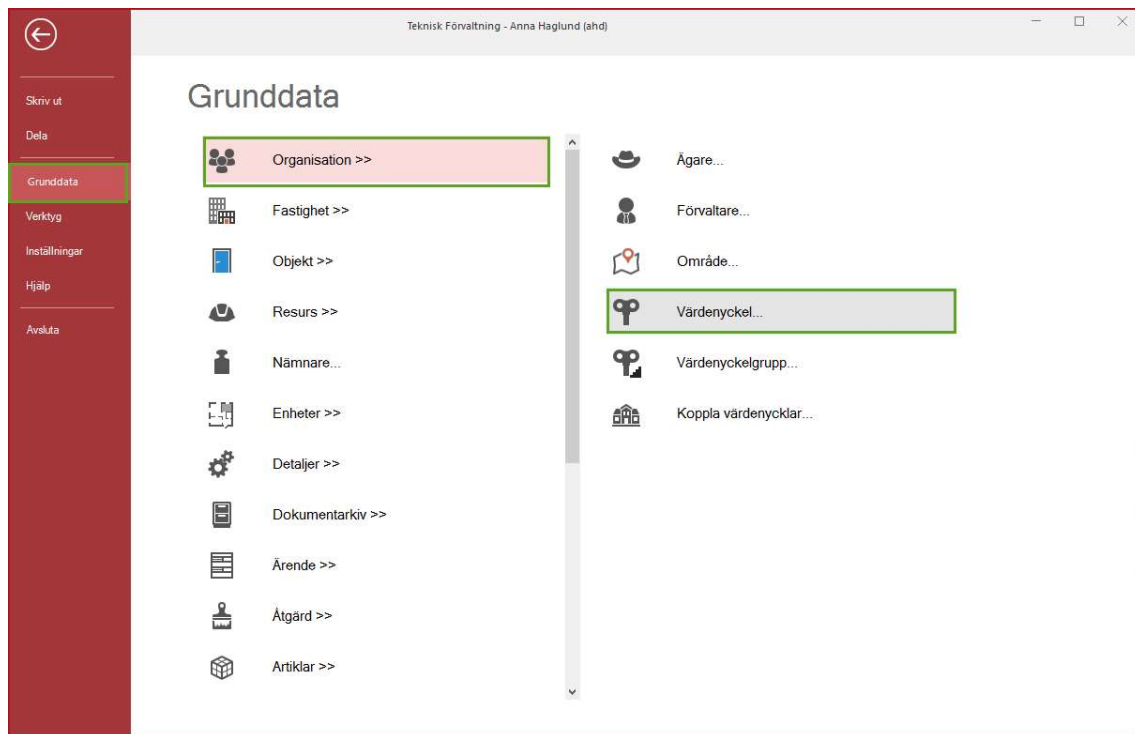 Teknisk Förvaltning - Anna Haglund (ahd)
Skriv ut
Dela
Grunddata
Verktyg
Inställningar
Hjälp
Avsluta
Grunddata
Organisation >>
Fastighet >>
Objekt >>
Resurs >>
Nämnare...
Enheter >>
Detaljer >>
Dokumentarkiv >>
Ärende >>
Åtgärd >>
Artiklar >>
Ägare...
Förvaltare...
Område...
Värdenyckel...
Värdenyckelgrupp...
Koppla värdenycklar...